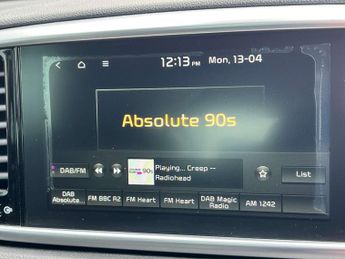 12:13 PM Mon, 13-04
Absolute 90s
DAB/FM
Playing... Creep --
Radiohead
List
DAB Absolute... FM BBC R2 FM Heart FM Heart DAB Magic Radio AM 1242